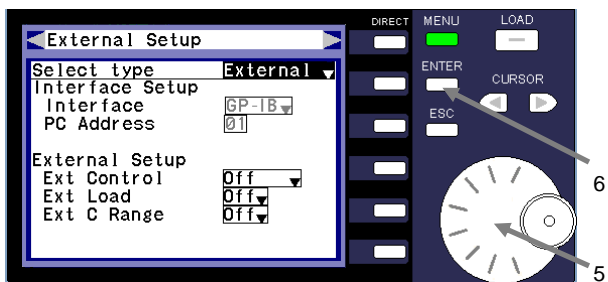 DIRECT MENU LOAD
External Setup
Select type External
Interface Setup
Interface GP-IB
PC Address 01
External Setup
Ext Control Off
Ext Load Off
Ext C Range Off
ENTER
CURSOR
ESC
6
5